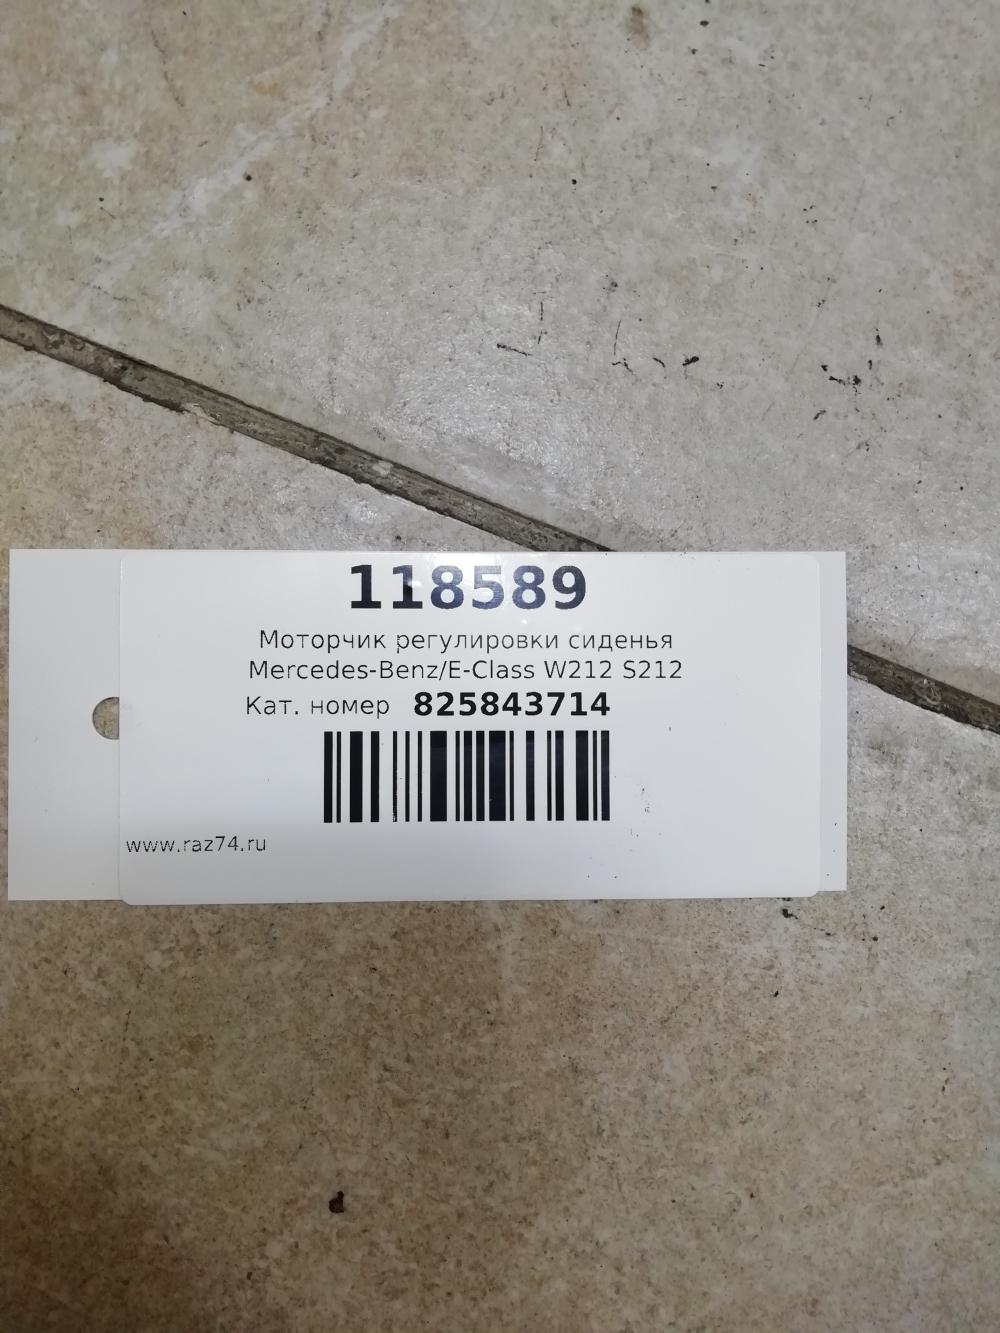 118589
Моторчик регулировки сиденья
Mercedes-Benz/E-Class W212 S212
Кат. номер 825843714
www.raz74.ru